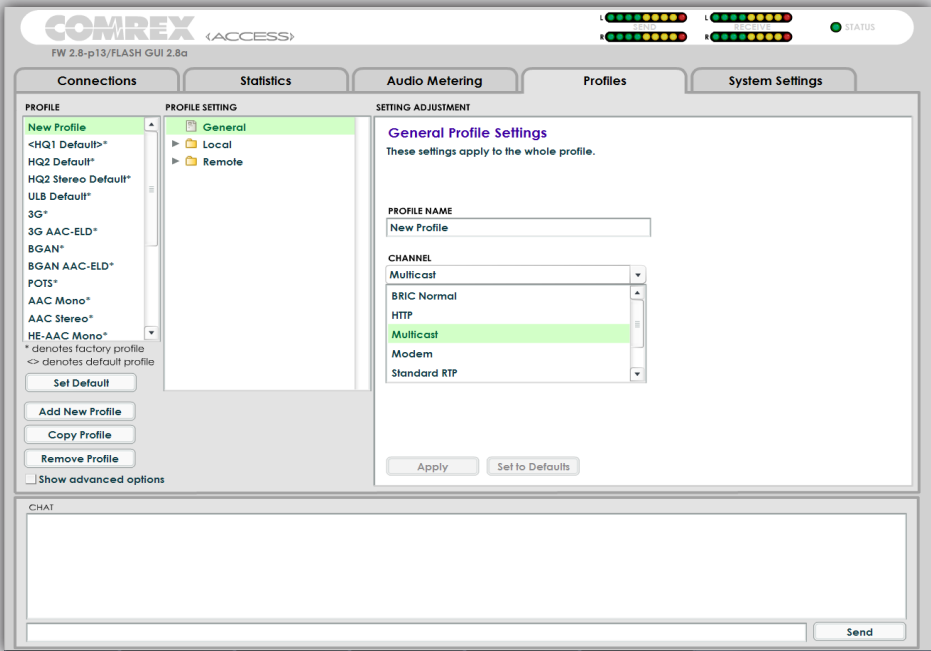 COMREX
‹ACCESS›
L
SEND
R
L
RECEIVE
R
STATUS
FW 2.8-p13/FLASH GUI 2.8a
Connections
Statistics
Audio Metering
Profiles
System Settings
PROFILE
New Profile
<HQ1 Default>*
HQ2 Default*
HQ2 Stereo Default*
ULB Default*
3G*
3G AAC-ELD*
BGAN*
BGAN AAC-ELD*
POTS*
AAC Mono*
AAC Stereo*
HE-AAC Mono*
* denotes factory profile
<> denotes default profile
Set Default
Add New Profile
Copy Profile
Remove Profile
Show advanced options
PROFILE SETTING
General
Local
Remote
SETTING ADJUSTMENT
General Profile Settings
These settings apply to the whole profile.
PROFILE NAME
New Profile
CHANNEL
Multicast
BRIC Normal
HTTP
Multicast
Modem
Standard RTP
Apply
Set to Defaults
CHAT
Send